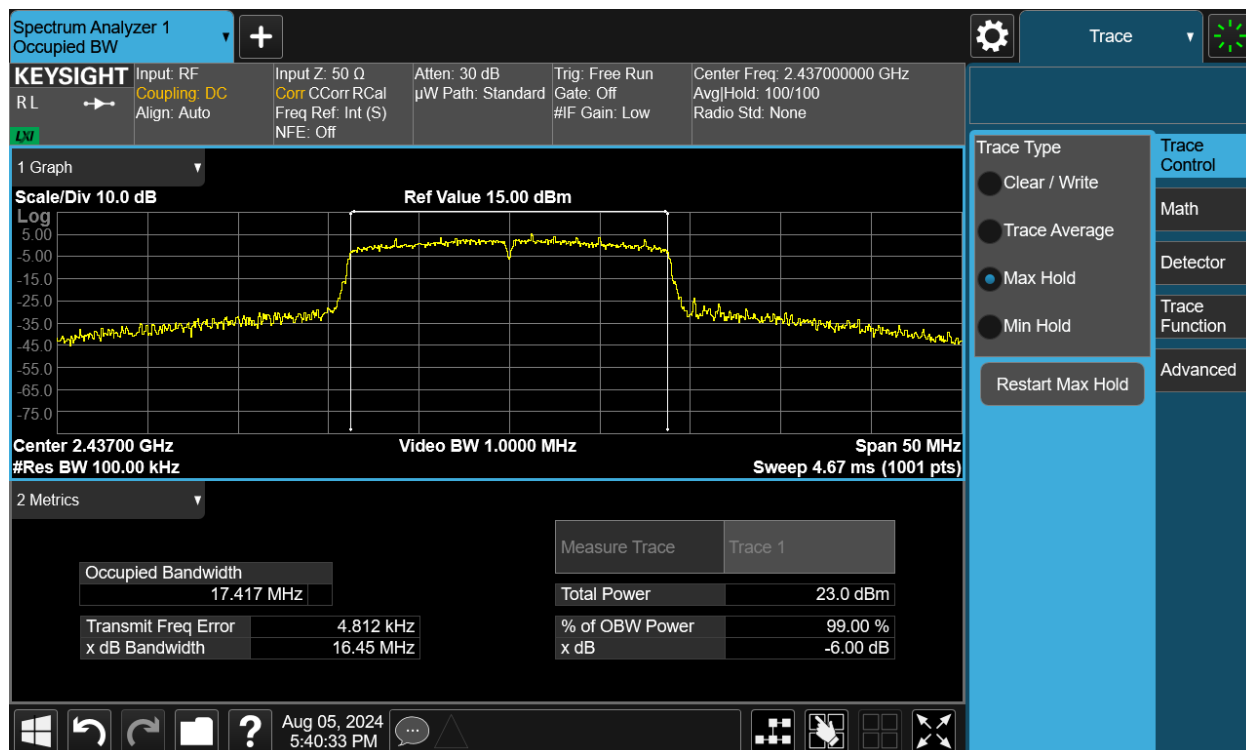 Spectrum Analyzer 1
Occupied BW
+
Trace
KEYSIGHT
R L
LXI
Input: RF
Coupling: DC
Align: Auto
Input Z: 50 Ω
Corr CCorr RCal
Freq Ref: Int (S)
NFE: Off
Atten: 30 dB
µW Path: Standard
Trig: Free Run
Gate: Off
#IF Gain: Low
Center Freq: 2.437000000 GHz
Avg|Hold: 100/100
Radio Std: None
1 Graph
Scale/Div 10.0 dB
Ref Value 15.00 dBm
Log
5.00
-5.00
-15.0
-25.0
-35.0
-45.0
-55.0
-65.0
-75.0
Center 2.43700 GHz
Video BW 1.0000 MHz
Span 50 MHz
#Res BW 100.00 kHz
Sweep 4.67 ms (1001 pts)
2 Metrics
Measure Trace
Trace 1
Occupied Bandwidth
17.417 MHz
Total Power
23.0 dBm
Transmit Freq Error
4.812 kHz
% of OBW Power
99.00 %
x dB Bandwidth
16.45 MHz
x dB
-6.00 dB
Trace Type
Clear / Write
Trace Average
Max Hold
Min Hold
Restart Max Hold
Trace
Control
Math
Detector
Trace
Function
Advanced
?
Aug 05, 2024
5:40:33 PM